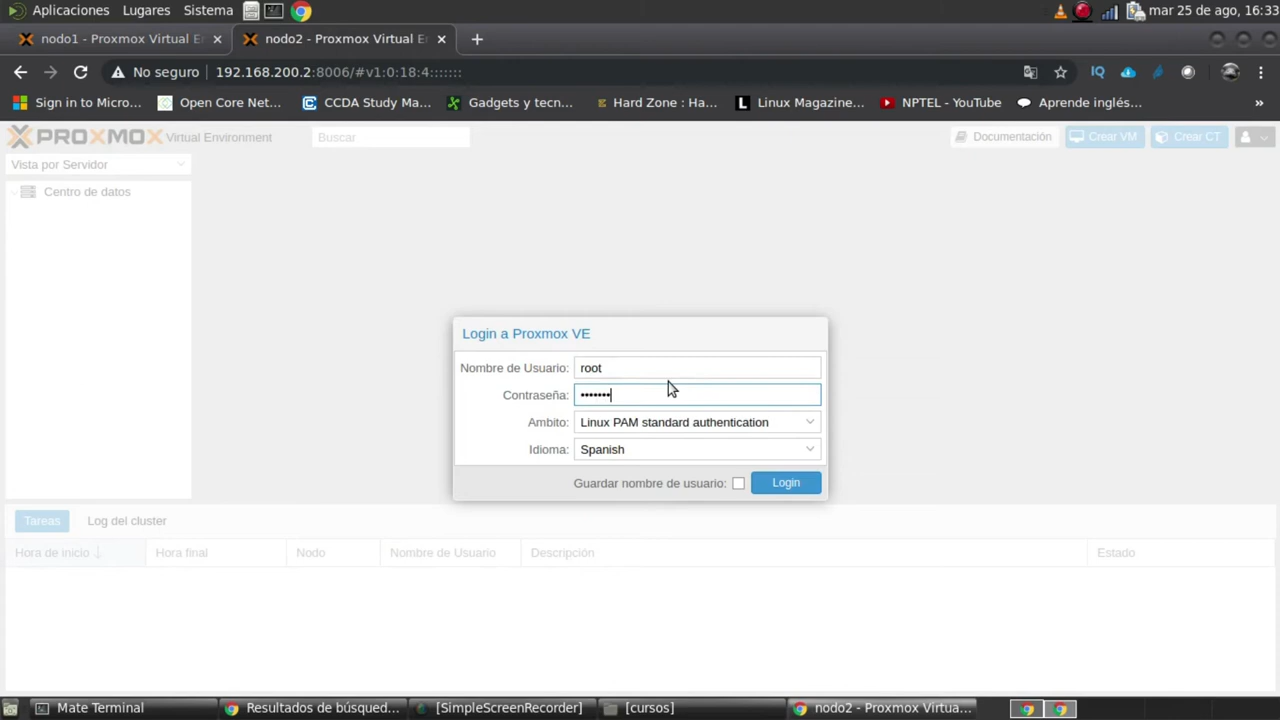 Aplicaciones Lugares Sistema mar 25 de ago, 16:33
nodo1 - Proxmox Virtual E nodo2 - Proxmox Virtual E
No seguro 192.168.200.2:8006/#v1:0:18:4:::::::
Sign in to Micro... Open Core Net... CCDA Study Ma... Gadgets y tecn... Hard Zone : Ha... Linux Magazine... NPTEL - YouTube Aprende inglés... »
PROXMOX Virtual Environment Buscar Documentación Crear VM Crear CT
Vista por Servidor
Centro de datos
Login a Proxmox VE
Nombre de Usuario: root
Contraseña: •••••••
Ambito: Linux PAM standard authentication
Idioma: Spanish
Guardar nombre de usuario: Login
Tareas Log del cluster
Hora de inicio Hora final Nodo Nombre de Usuario Descripción Estado
Mate Terminal Resultados de búsqued... [SimpleScreenRecorder] [cursos] nodo2 - Proxmox Virtua...